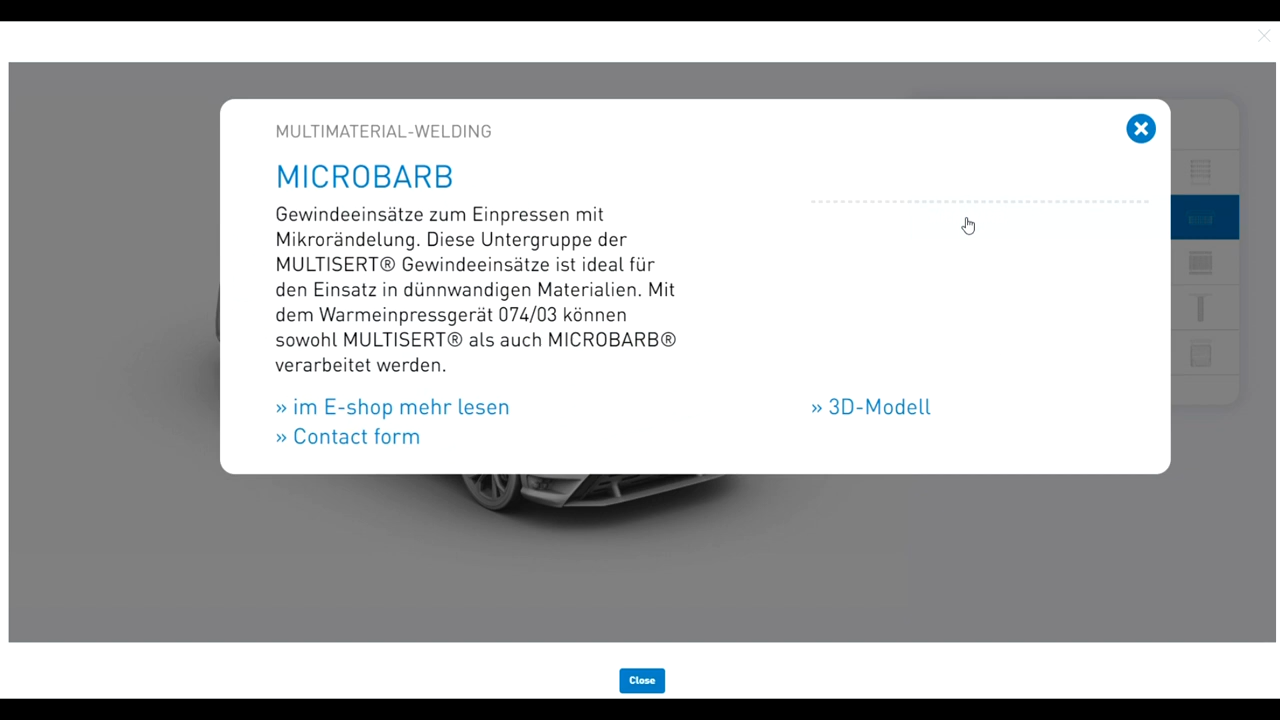 MULTIMATERIAL-WELDING
MICROBARB
Gewindeeinsätze zum Einpressen mit
Mikrorändelung. Diese Untergruppe der
MULTISERT® Gewindeeinsätze ist ideal für
den Einsatz in dünnwandigen Materialien. Mit
dem Warmeinpressgerät 074/03 können
sowohl MULTISERT® als auch MICROBARB®
verarbeitet werden.
» im E-shop mehr lesen
» Contact form
» 3D-Modell
Close